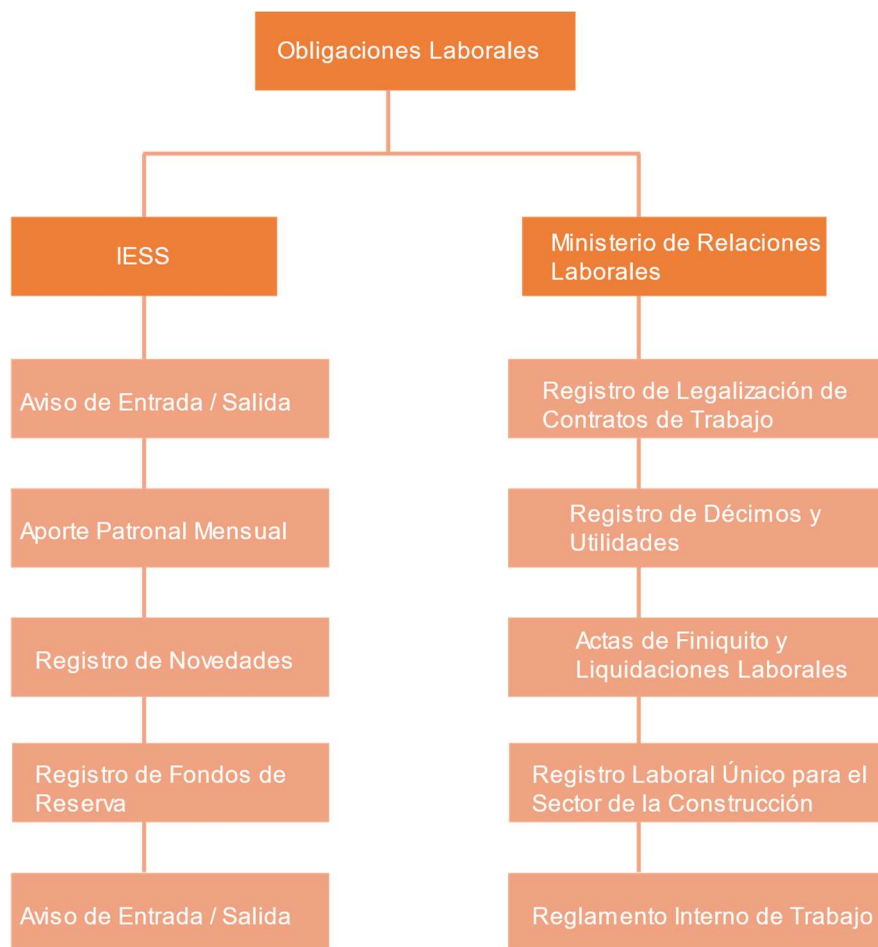 Obligaciones Laborales
IESS
Aviso de Entrada / Salida
Aporte Patronal Mensual
Registro de Novedades
Registro de Fondos de
Reserva
Aviso de Entrada / Salida
Ministerio de Relaciones
Laborales
Registro de Legalización de
Contratos de Trabajo
Registro de Décimos y
Utilidades
Actas de Finiquito y
Liquidaciones Laborales
Registro Laboral Único para el
Sector de la Construcción
Reglamento Interno de Trabajo